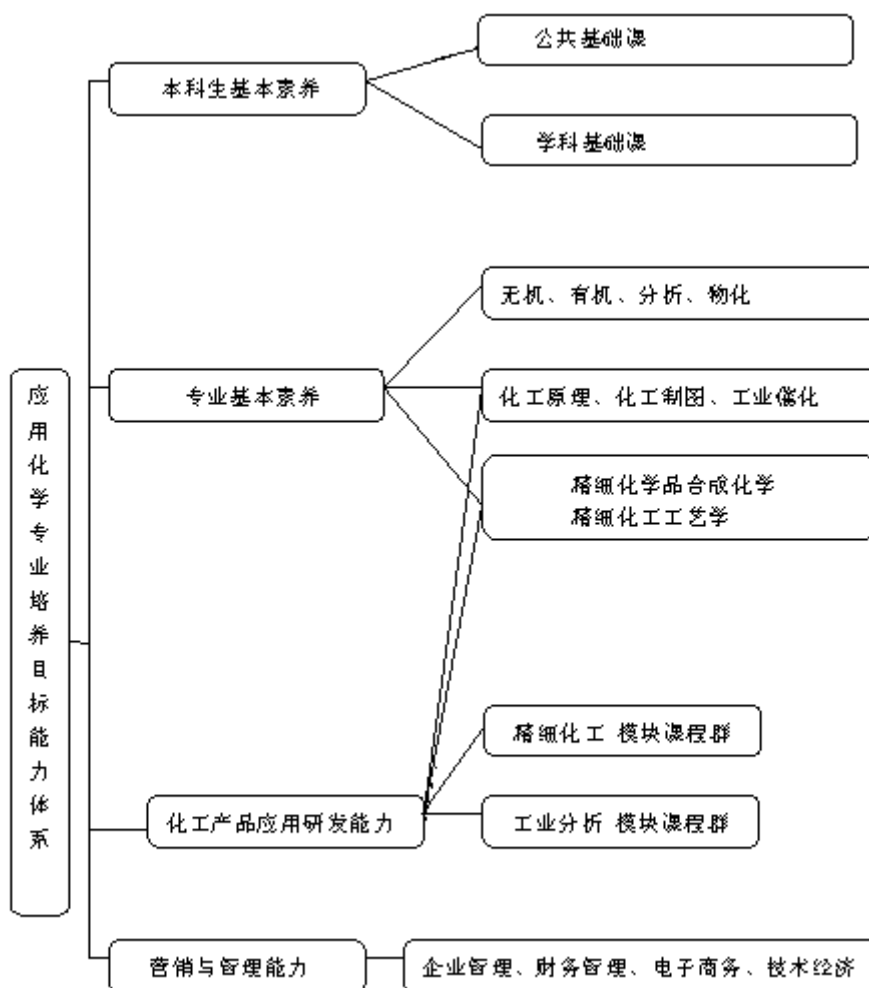 公共基础课
本科生基本素养
学科基础课
无机、有机、分析、物化
专业基本素养
化工原理、化工制图、工业催化
精细化学品合成化学
精细化工工艺学
应用化学专业培养目标能力体系
精细化工 模块课程群
化工产品应用研发能力
工业分析 模块课程群
营销与管理能力
企业管理、财务管理、电子商务、技术经济